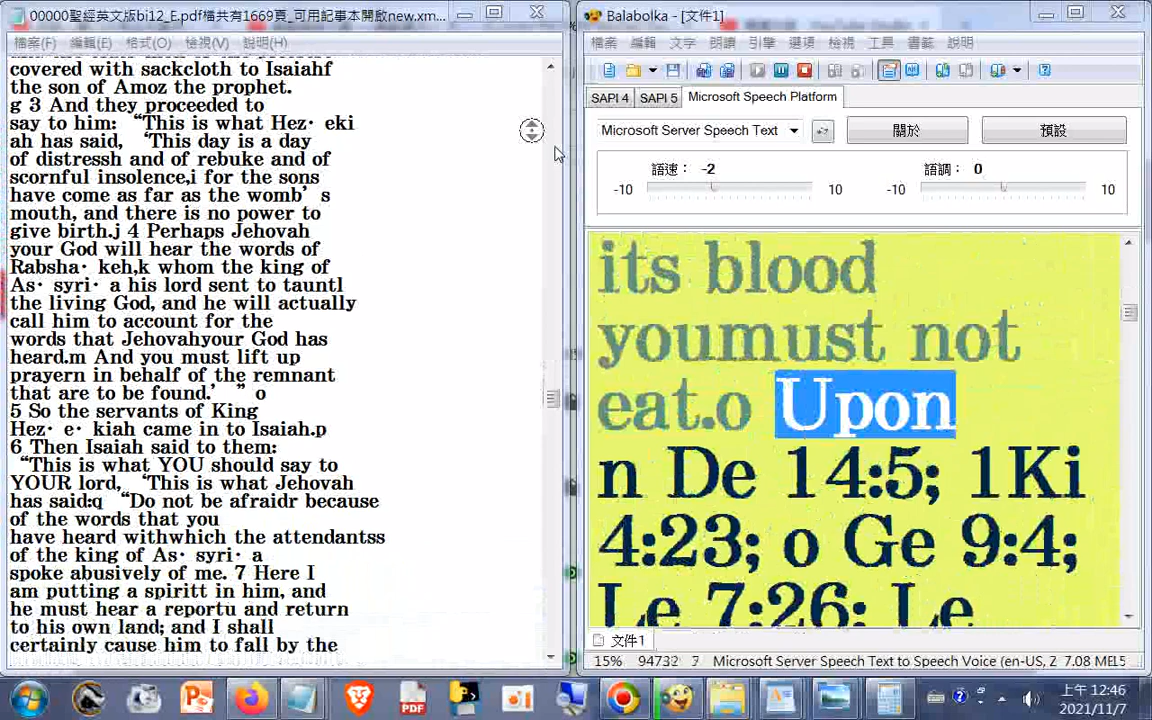 00000聖經英文版bi12_E.pdf檔共有1669頁_可用記事本開啟new.xm...
檔案(F) 編輯(E) 格式(O) 檢視(V) 說明(H)
covered with sackcloth to Isaiahf
the son of Amoz the prophet.
g 3 And they proceeded to
say to him: “This is what Hez· eki
ah has said, ‘This day is a day
of distressh and of rebuke and of
scornful insolence,i for the sons
have come as far as the womb’ s
mouth, and there is no power to
give birth.j 4 Perhaps Jehovah
your God will hear the words of
Rabsha· keh,k whom the king of
As· syri· a his lord sent to tauntl
the living God, and he will actually
call him to account for the
words that Jehovahyour God has
heard.m And you must lift up
prayern in behalf of the remnant
that are to be found.’ ” o
5 So the servants of King
Hez· e· kiah came in to Isaiah.p
6 Then Isaiah said to them:
“This is what YOU should say to
YOUR lord, ‘This is what Jehovah
has said:q “Do not be afraidr because
of the words that you
have heard withwhich the attendantss
of the king of As· syri· a
spoke abusively of me. 7 Here I
am putting a spiritt in him, and
he must hear a reportu and return
to his own land; and I shall
certainly cause him to fall by the
Balabolka - [文件1]
檔案 編輯 文字 朗讀 引擎 選項 檢視 工具 書籤 說明
SAPI 4 SAPI 5 Microsoft Speech Platform
Microsoft Server Speech Text 關於 預設
語速: -2 語調: 0
-10 10 -10 10
its blood
youmust not
eat.o Upon
n De 14:5; 1Ki
4:23; o Ge 9:4;
Le 7:26; Le
文件1
15% 94732 7 Microsoft Server Speech Text to Speech Voice (en-US, Z 7.08 MB
PDF
上午 12:46
2021/11/7